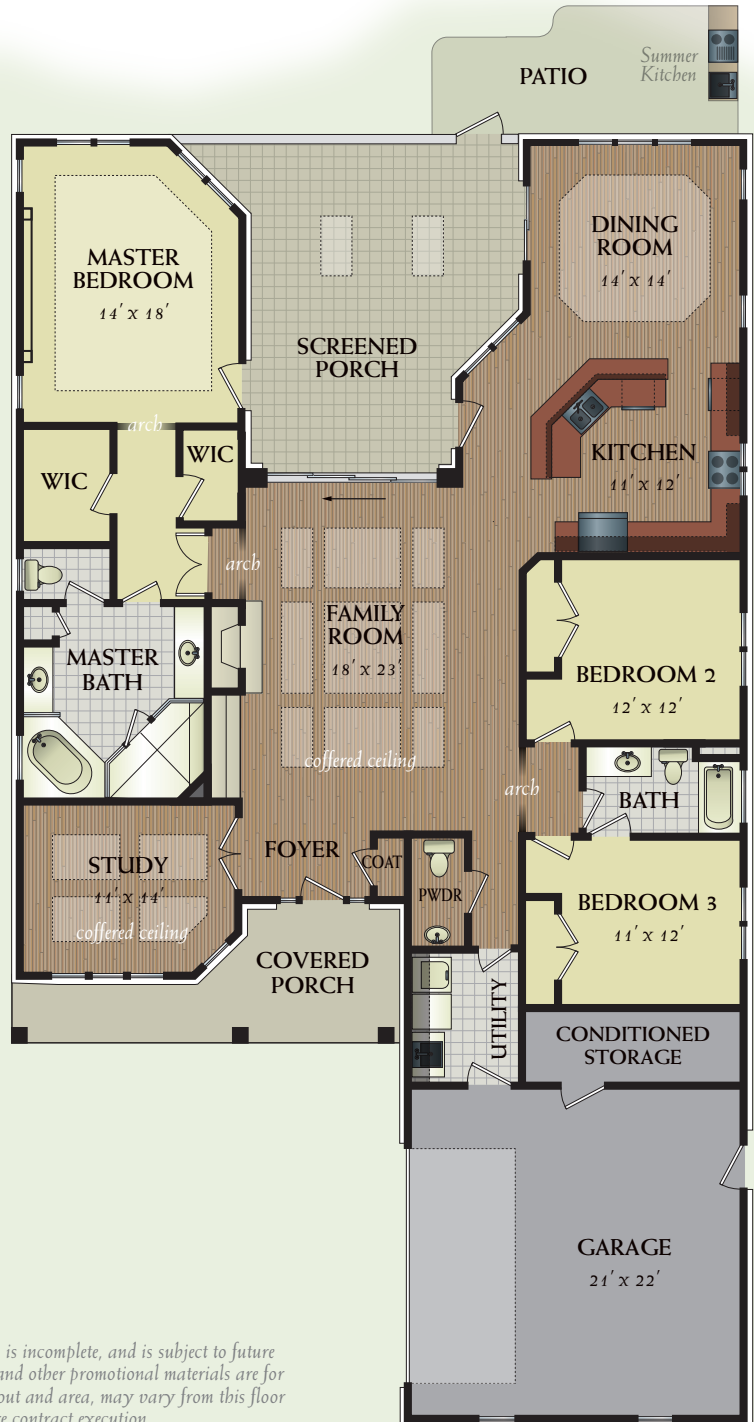 Summer
Kitchen
PATIO
MASTER
BEDROOM
14' x 18'
DINING
ROOM
14' x 14'
SCREENED
PORCH
arch
WIC
WIC
KITCHEN
11' x 12'
arch
FAMILY
ROOM
18' x 23'
coffered ceiling
MASTER
BATH
BEDROOM 2
12' x 12'
arch
BATH
STUDY
11' x 14'
coffered ceiling
FOYER
COAT
PWDR
BEDROOM 3
11' x 12'
COVERED
PORCH
UTILITY
CONDITIONED
STORAGE
GARAGE
21' x 22'
is incomplete, and is subject to future
and other promotional materials are for
out and area, may vary from this floor
contract execution